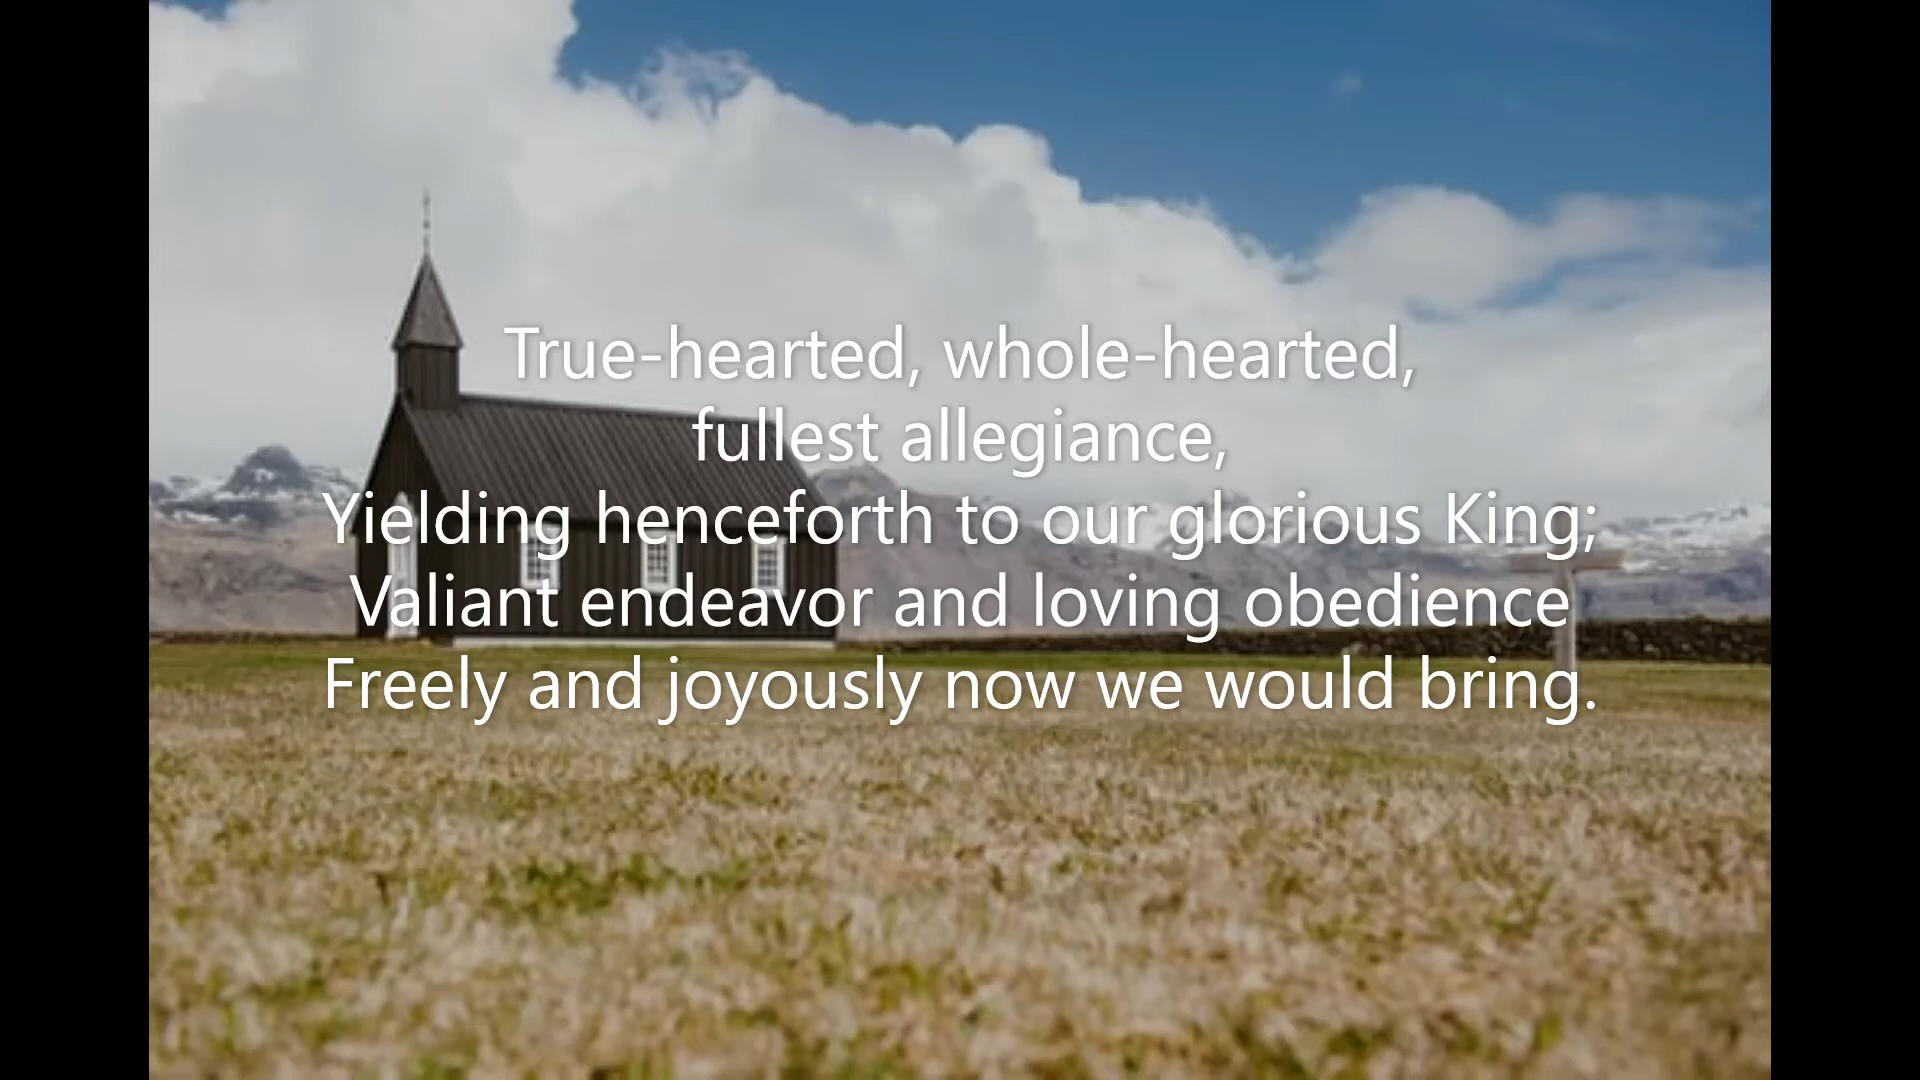 True-hearted, whole-hearted,
fullest allegiance,
Yielding henceforth to our glorious King;
Valiant endeavor and loving obedience
Freely and joyously now we would bring.